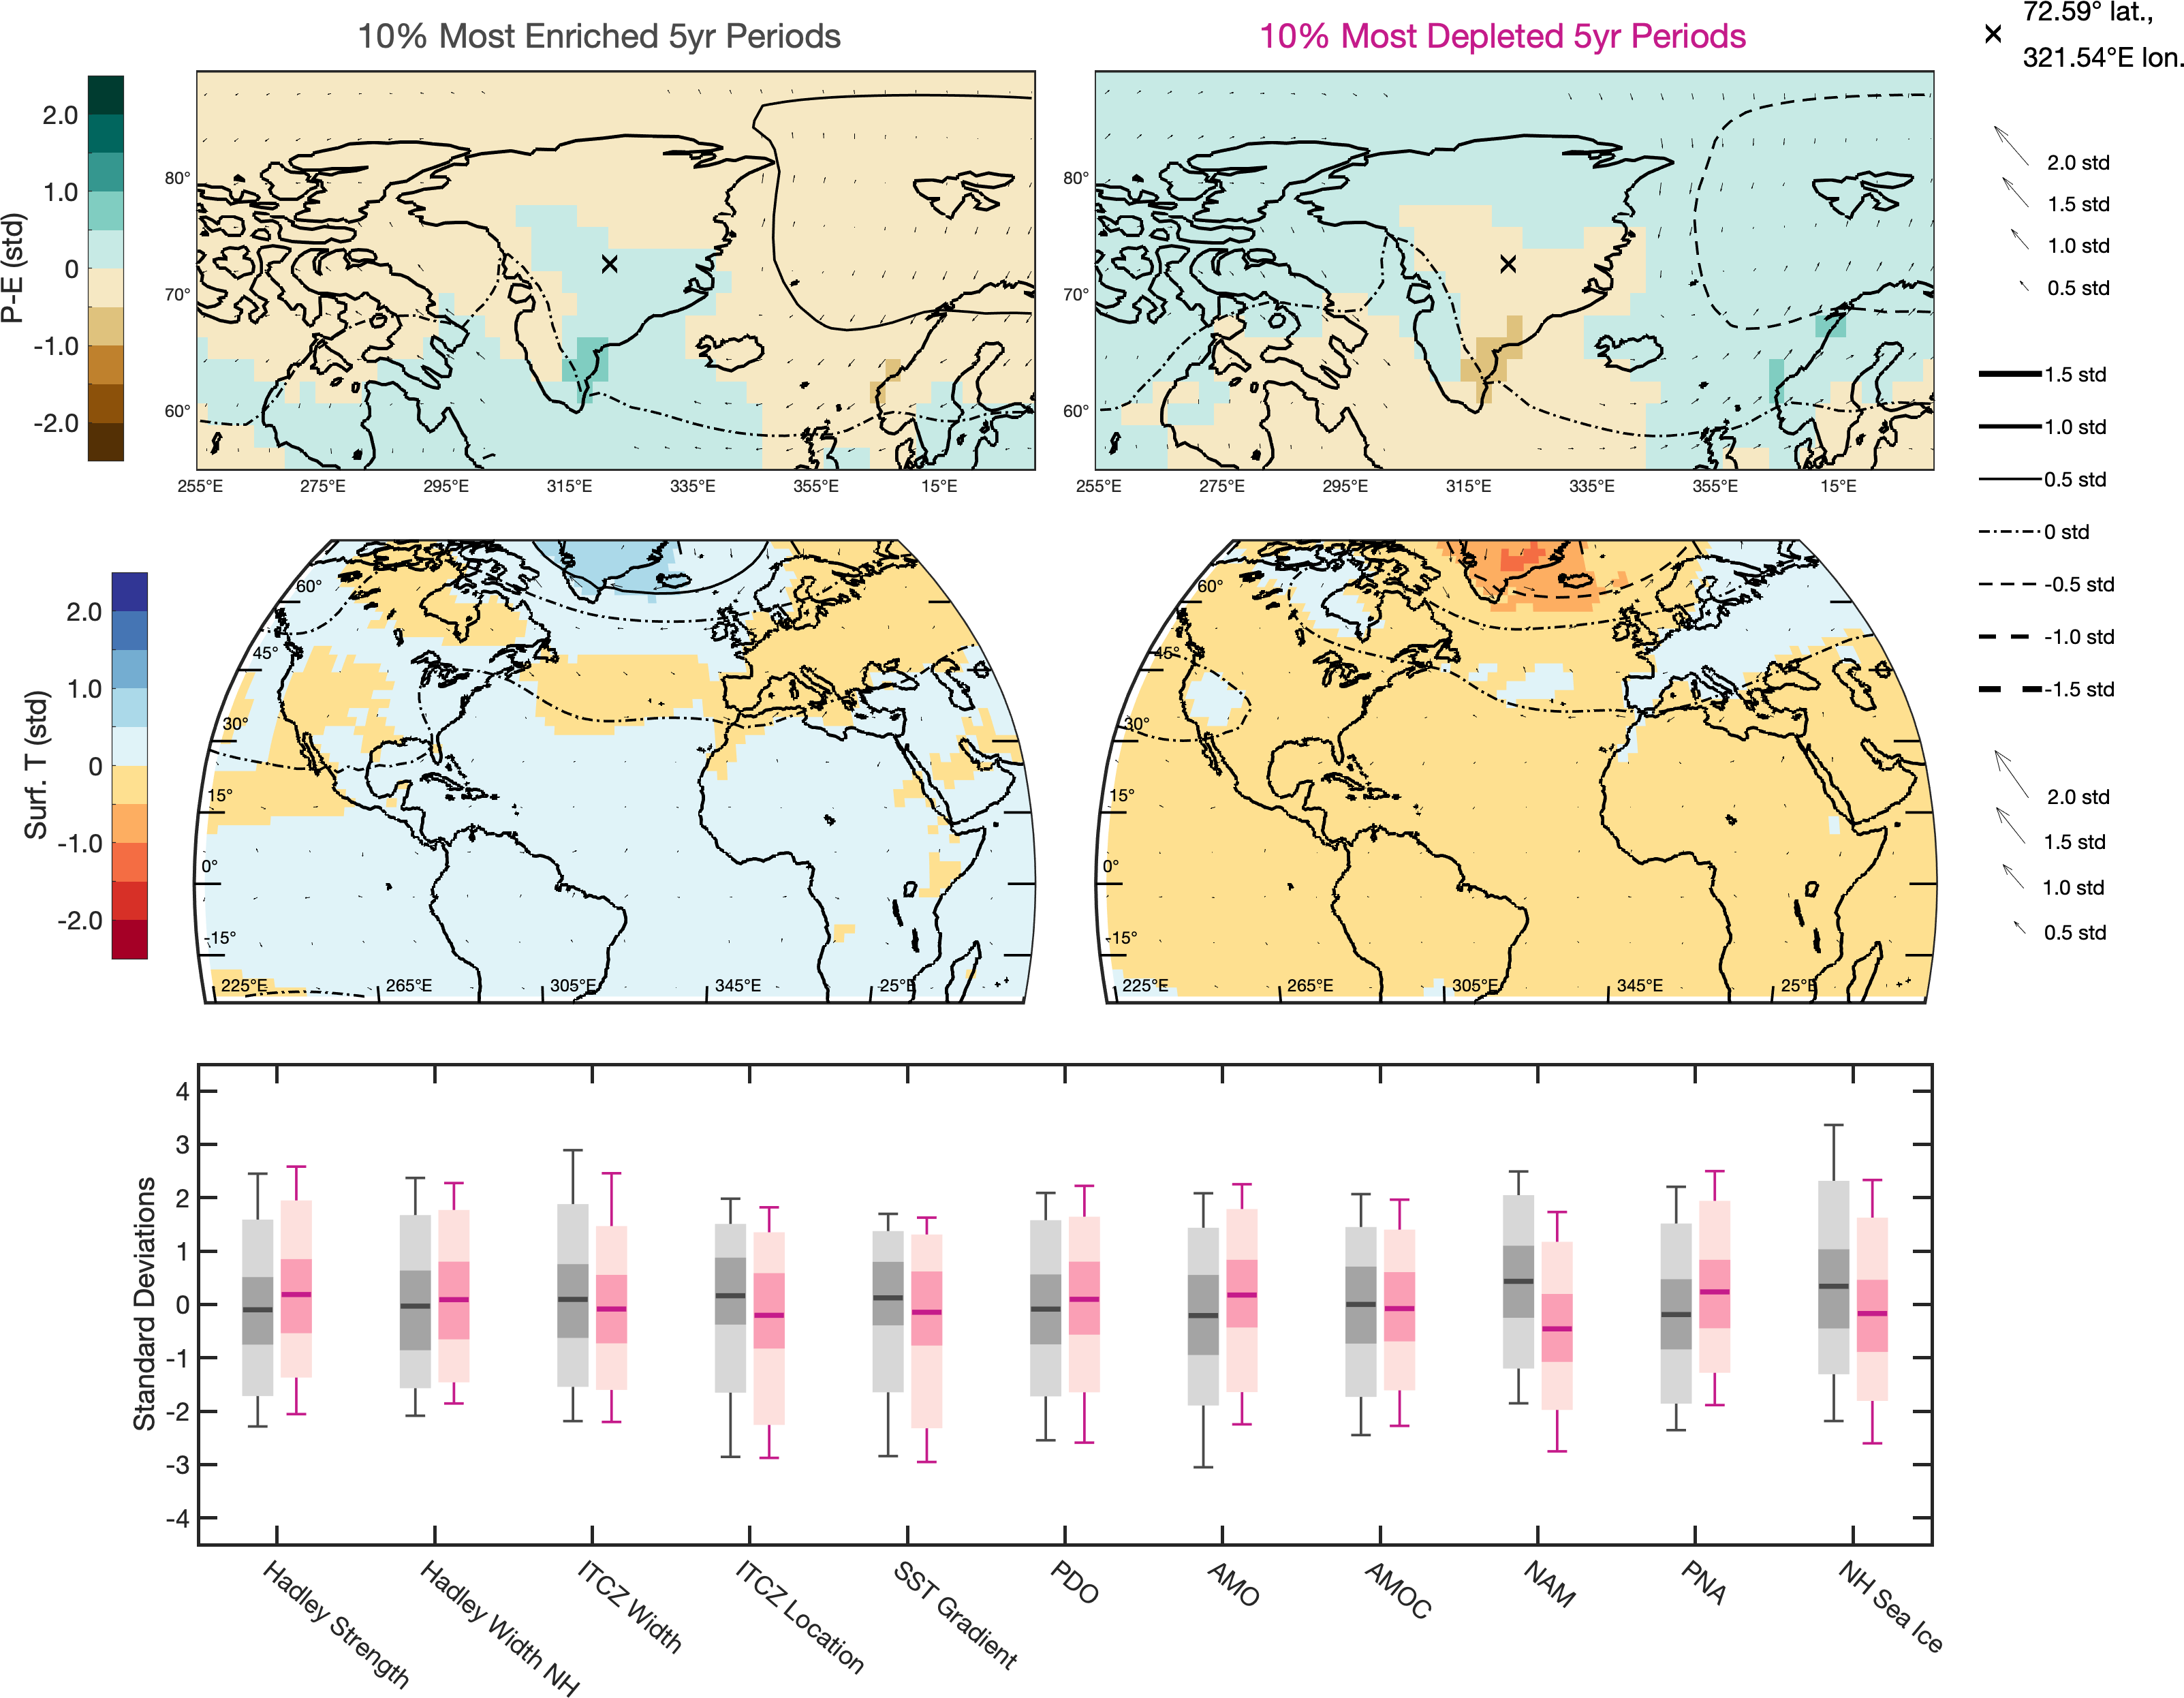 10% Most Enriched 5yr Periods
10% Most Depleted 5yr Periods
72.59° lat.,
321.54°E lon.
P-E (std)
2.0
1.0
0
-1.0
-2.0
80°
70°
60°
255°E 275°E 295°E 315°E 335°E 355°E 15°E
80°
70°
60°
255°E 275°E 295°E 315°E 335°E 355°E 15°E
2.0 std
1.5 std
1.0 std
0.5 std
1.5 std
1.0 std
0.5 std
0 std
-0.5 std
-1.0 std
-1.5 std
Surf. T (std)
2.0
1.0
0
-1.0
-2.0
60°
45°
30°
15°
0°
-15°
225°E 265°E 305°E 345°E 25°E
60°
45°
30°
15°
0°
-15°
225°E 265°E 305°E 345°E 25°E
2.0 std
1.5 std
1.0 std
0.5 std
Standard Deviations
4
3
2
1
0
-1
-2
-3
-4
Hadley Strength
Hadley Width NH
ITCZ Width
ITCZ Location
SST Gradient
PDO
AMO
AMOC
NAM
PNA
NH Sea Ice